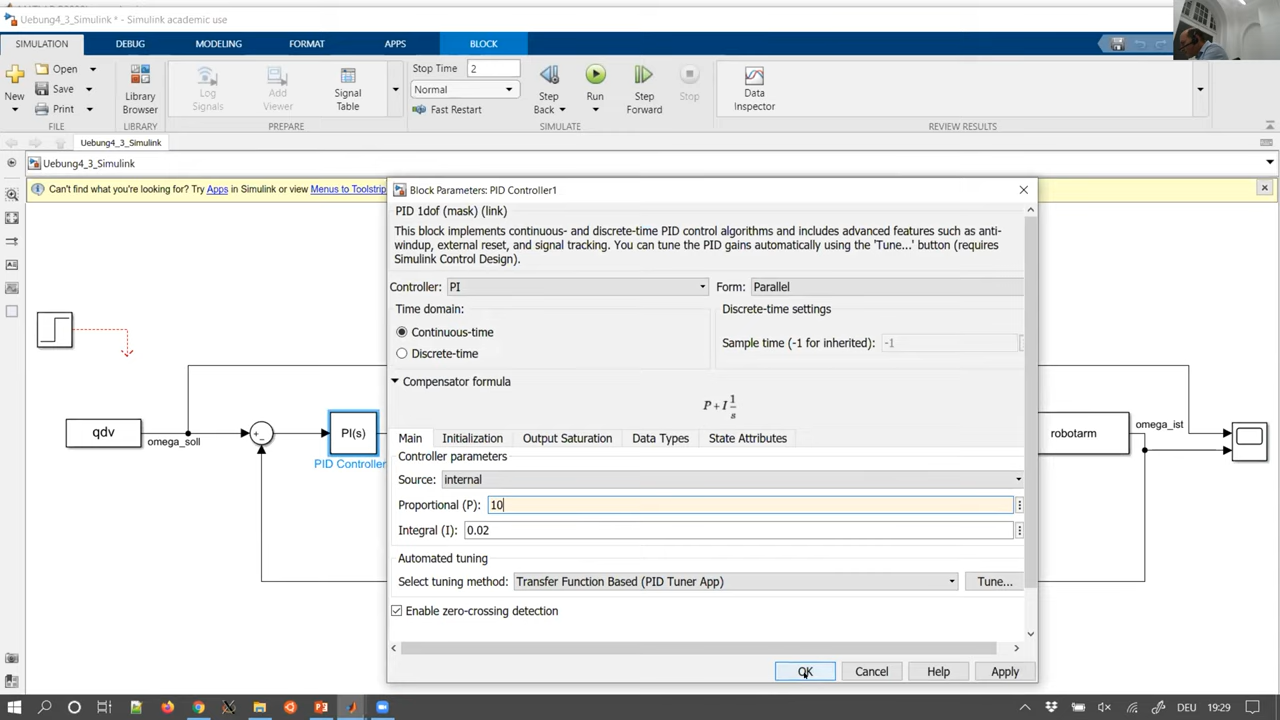 Uebung4_3_Simulink * - Simulink academic use
SIMULATION DEBUG MODELING FORMAT APPS BLOCK
New
Open
Save
Print
FILE
Library
Browser
LIBRARY
Log
Signals
Add
Viewer
Signal
Table
PREPARE
Stop Time 2
Normal
Fast Restart
Step
Back
Run
Step
Forward
Stop
SIMULATE
Data
Inspector
REVIEW RESULTS
Uebung4_3_Simulink
Uebung4_3_Simulink
Can't find what you're looking for? Try Apps in Simulink or view Menus to Toolstrip
Block Parameters: PID Controller1
PID 1dof (mask) (link)
This block implements continuous- and discrete-time PID control algorithms and includes advanced features such as anti-
windup, external reset, and signal tracking. You can tune the PID gains automatically using the 'Tune...' button (requires
Simulink Control Design).
Controller: PI Form: Parallel
Time domain:
Continuous-time
Discrete-time
Discrete-time settings
Sample time (-1 for inherited): -1
Compensator formula
P + I 1/s
Main Initialization Output Saturation Data Types State Attributes
Controller parameters
Source: internal
Proportional (P): 10
Integral (I): 0.02
Automated tuning
Select tuning method: Transfer Function Based (PID Tuner App) Tune...
Enable zero-crossing detection
OK Cancel Help Apply
qdv
omega_soll
+_
PI(s)
PID Controller
robotarm
omega_ist
DEU 19:29